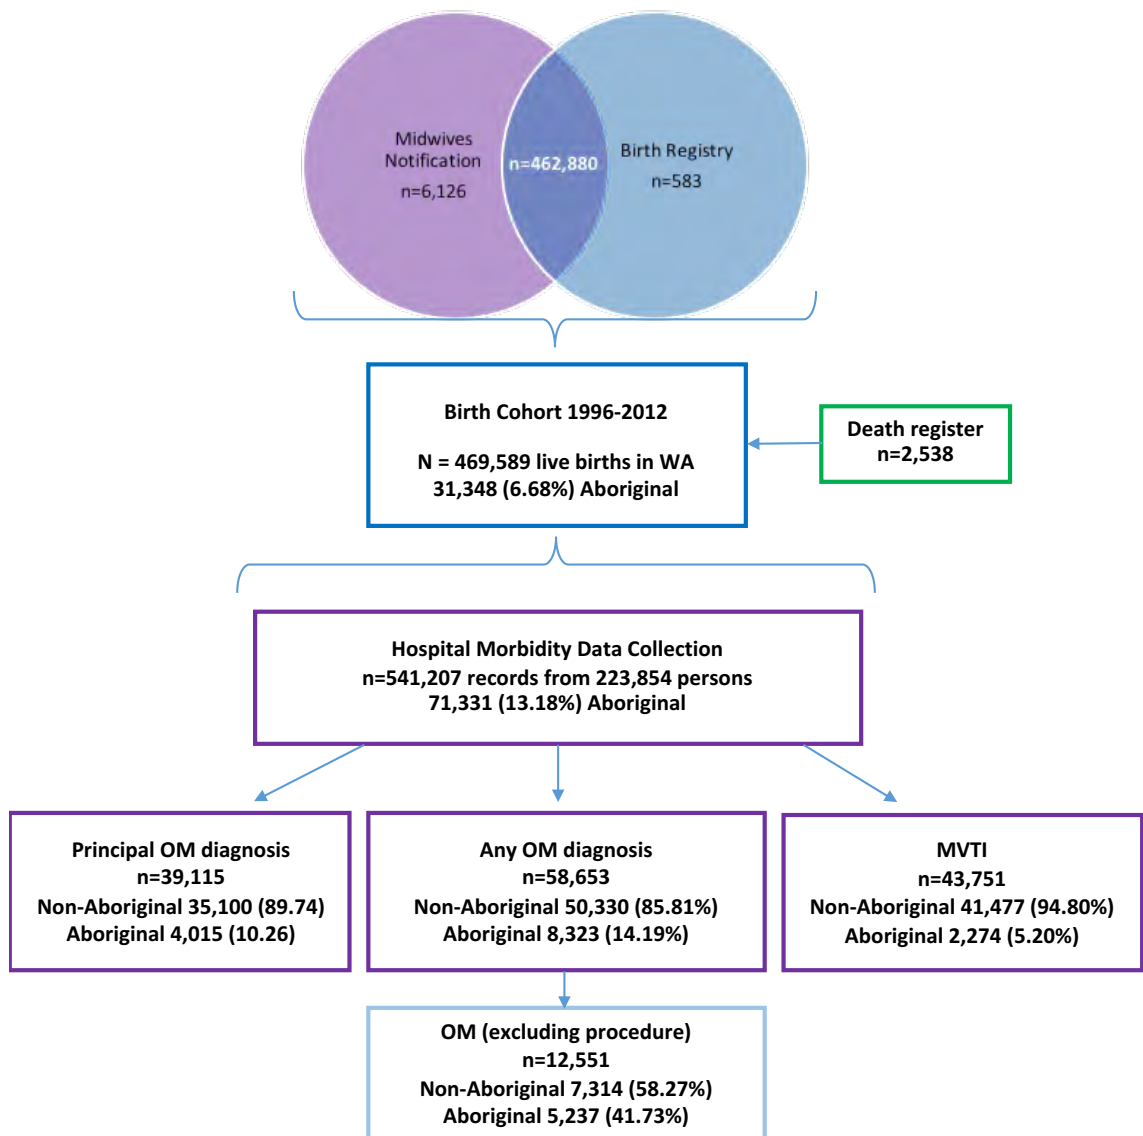 Midwives
Notification
n=6,126
n=462,880
Birth Registry
n=583
Birth Cohort 1996-2012
N = 469,589 live births in WA
31,348 (6.68%) Aboriginal
Death register
n=2,538
Hospital Morbidity Data Collection
n=541,207 records from 223,854 persons
71,331 (13.18%) Aboriginal
Principal OM diagnosis
n=39,115
Non-Aboriginal 35,100 (89.74)
Aboriginal 4,015 (10.26)
Any OM diagnosis
n=58,653
Non-Aboriginal 50,330 (85.81%)
Aboriginal 8,323 (14.19%)
MVTI
n=43,751
Non-Aboriginal 41,477 (94.80%)
Aboriginal 2,274 (5.20%)
OM (excluding procedure)
n=12,551
Non-Aboriginal 7,314 (58.27%)
Aboriginal 5,237 (41.73%)